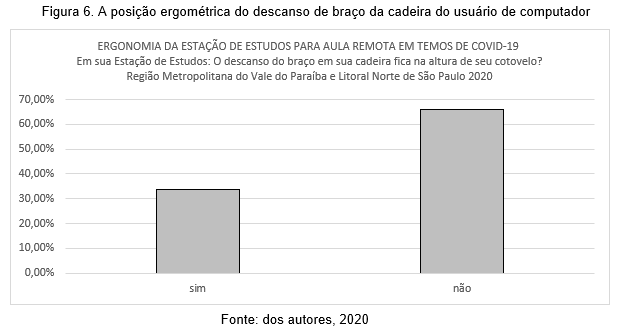 Figura 6. A posição ergométrica do descanso de braço da cadeira do usuário de computador
ERGONOMIA DA ESTAÇÃO DE ESTUDOS PARA AULA REMOTA EM TEMOS DE COVID-19
Em sua Estação de Estudos: O descanso do braço em sua cadeira fica na altura de seu cotovelo?
Região Metropolitana do Vale do Paraíba e Litoral Norte de São Paulo 2020
70,00%
60,00%
50,00%
40,00%
30,00%
20,00%
10,00%
0,00%
sim
não
Fonte: dos autores, 2020